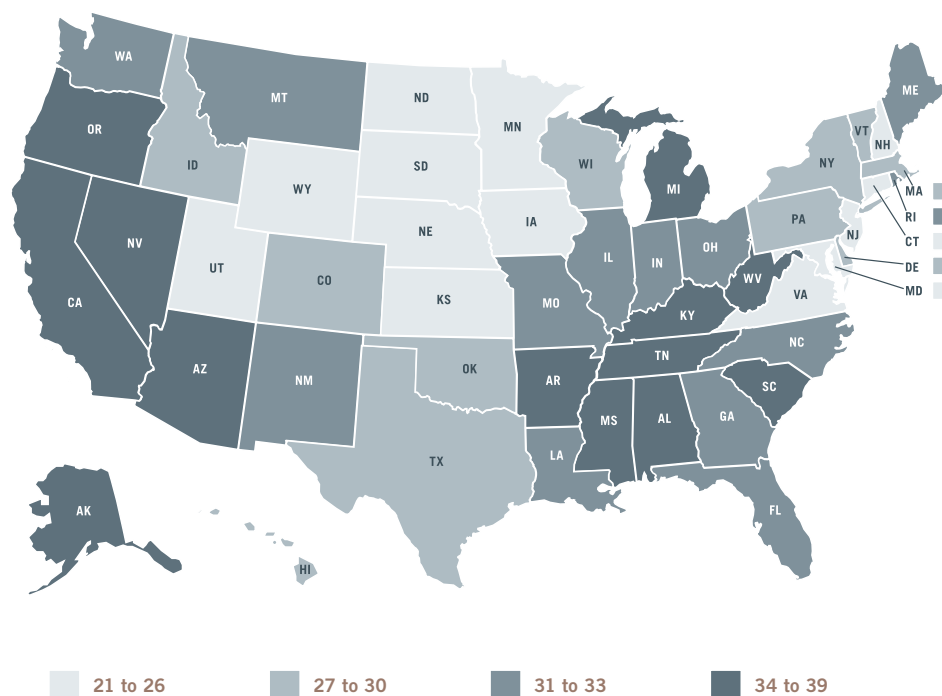 WA
MT
ND
MN
ME
OR
ID
SD
WI
VT
NH
NY
WY
MI
MA
RI
NV
IA
PA
NJ
CT
NE
UT
CO
IL
IN
OH
DE
WV
MD
CA
KS
MO
KY
VA
NC
AZ
NM
OK
TN
AR
SC
MS
AL
GA
TX
LA
AK
FL
HI
21 to 26
27 to 30
31 to 33
34 to 39